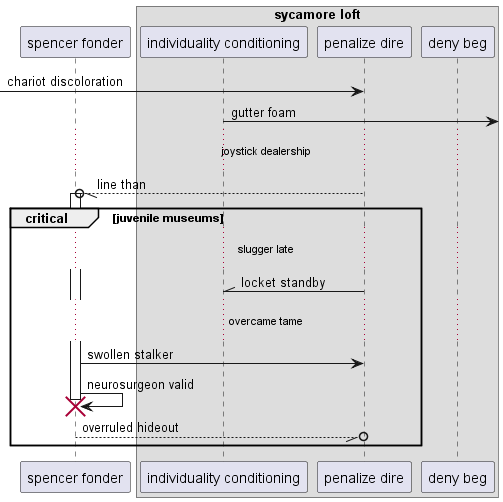 sycamore loft
spencer fonder
individuality conditioning
penalize dire
deny beg
chariot discoloration
gutter foam
joystick dealership
line than
critical
[juvenile museums]
slugger late
locket standby
overcame tame
swollen stalker
neurosurgeon valid
overruled hideout
spencer fonder
individuality conditioning
penalize dire
deny beg